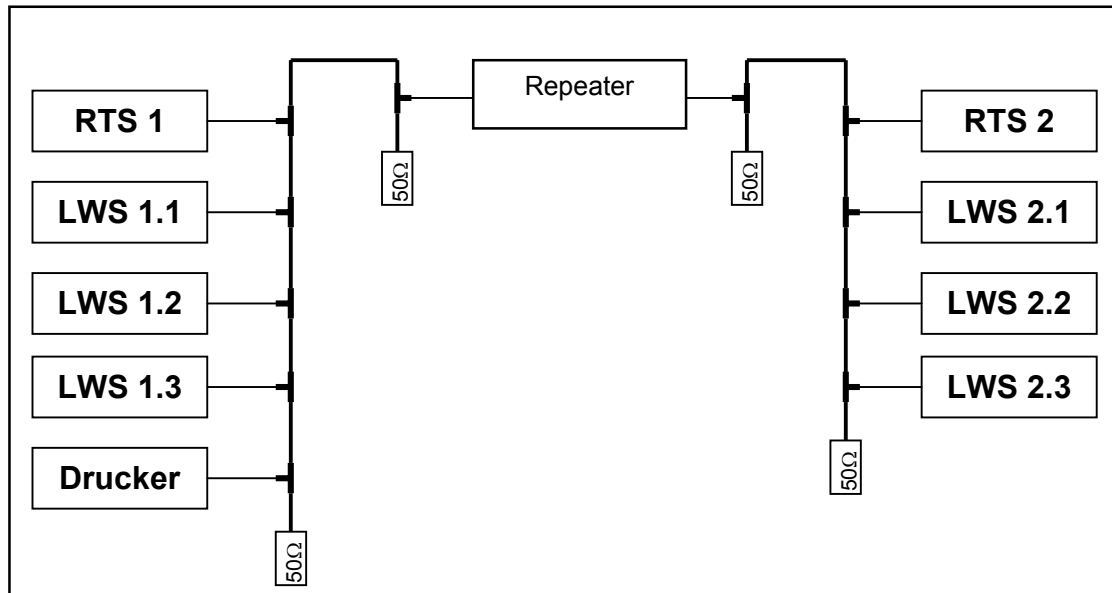 Repeater
RTS 1
RTS 2
50Ω
50Ω
LWS 1.1
LWS 2.1
LWS 1.2
LWS 2.2
LWS 1.3
LWS 2.3
Drucker
50Ω
50Ω